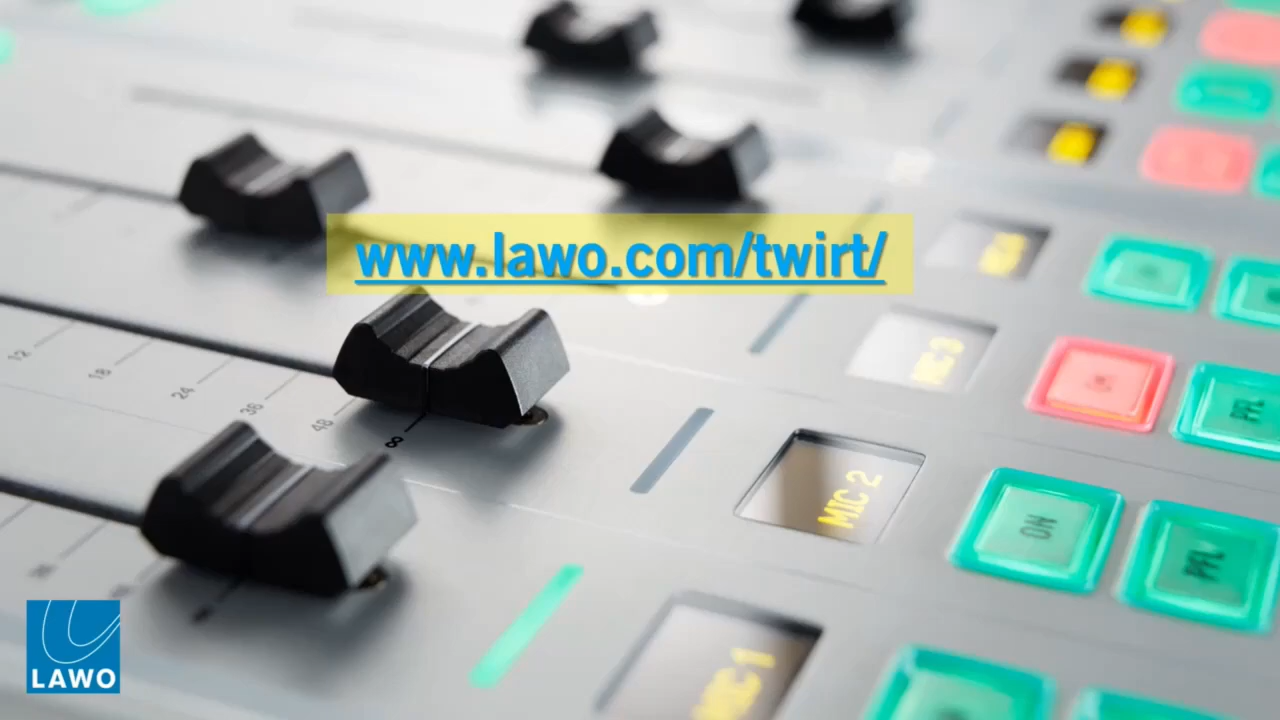 www.lawo.com/twirt/
12
18
24
36
48
∞
MIC 3
MIC 2
ON
PFL
PFL
MIC 1
LAWO